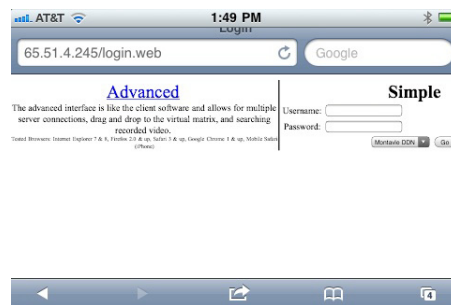 AT&T 1:49 PM
Login
65.51.4.245/login.web Google
Advanced
The advanced interface is like the client software and allows for multiple
server connections, drag and drop to the virtual matrix, and searching
recorded video.
Tested Browsers: Internet Explorer 7 & 8, Firefox 2.0 & up, Safari 3 & up, Google Chrome 1 & up, Mobile Safari
(iPhone)
Simple
Username:
Password:
Montavio DDN Go
4